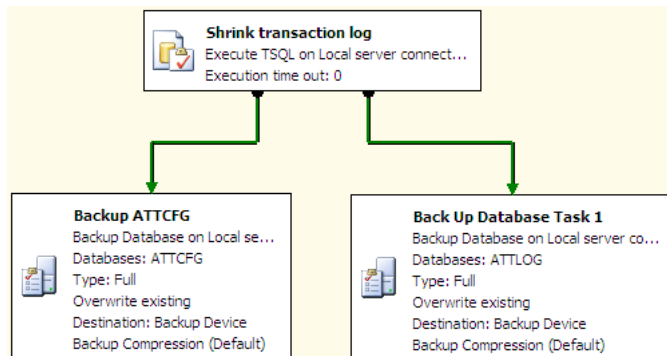 Shrink transaction log
Execute TSQL on Local server connect...
Execution time out: 0
Backup ATTCFG
Backup Database on Local se...
Databases: ATTCFG
Type: Full
Overwrite existing
Destination: Backup Device
Backup Compression (Default)
Back Up Database Task 1
Backup Database on Local server co...
Databases: ATTLOG
Type: Full
Overwrite existing
Destination: Backup Device
Backup Compression (Default)